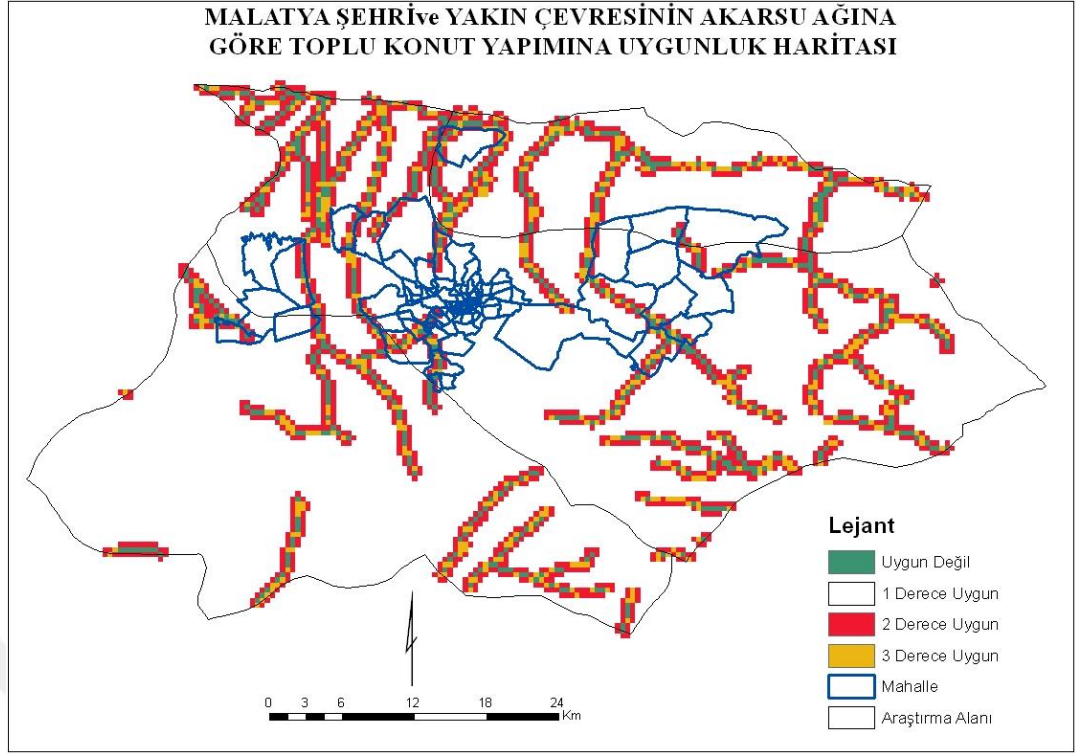 MALATYA ŞEHRİve YAKIN ÇEVRESİNİN AKARSU AĞINA
GÖRE TOPLU KONUT YAPIMINA UYGUNLUK HARİTASI
Lejant
Uygun Değil
1 Derece Uygun
2 Derece Uygun
3 Derece Uygun
Mahalle
Araştırma Alanı
0 3 6 12 18 24
Km